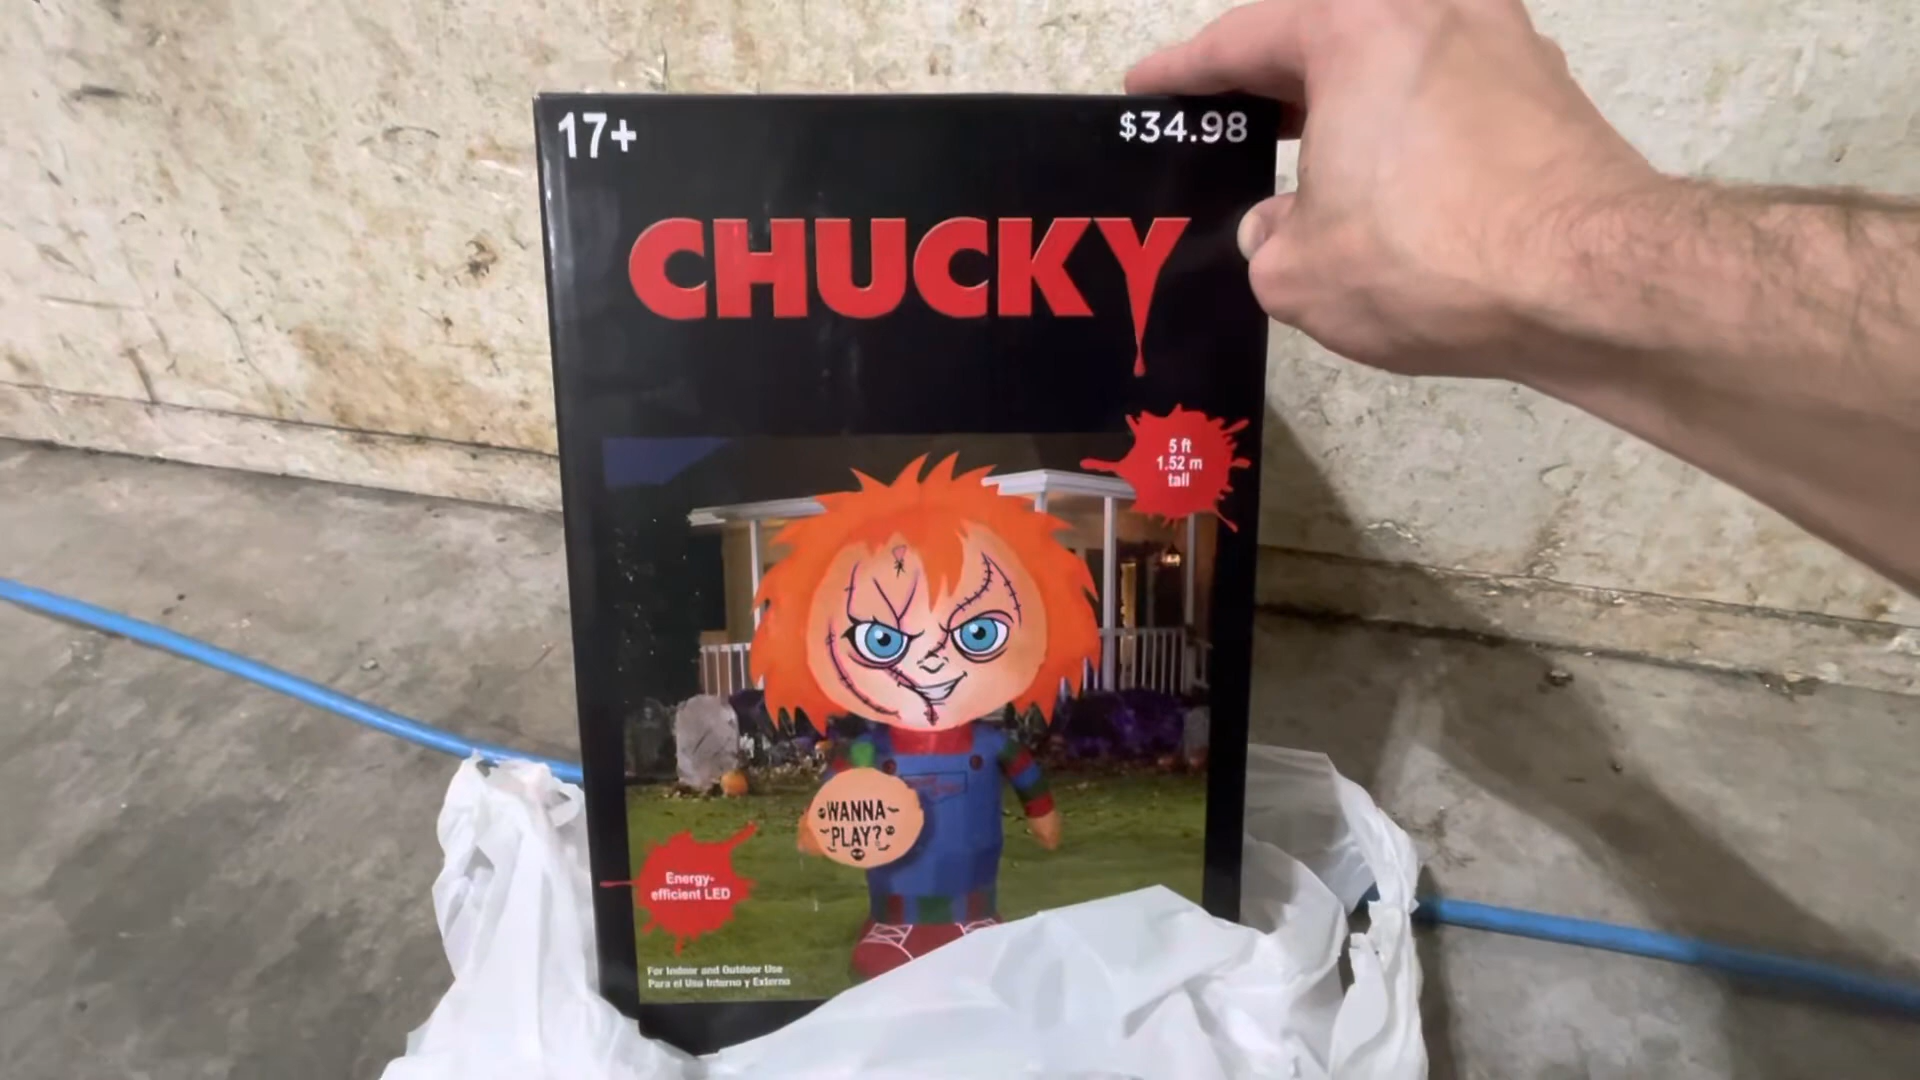 17+
$34.98
CHUCKY
5 ft
1.52 m
tall
WANNA
PLAY?
Energy-
efficient LED
For Indoor and Outdoor Use
Para el Uso Interno y Externo